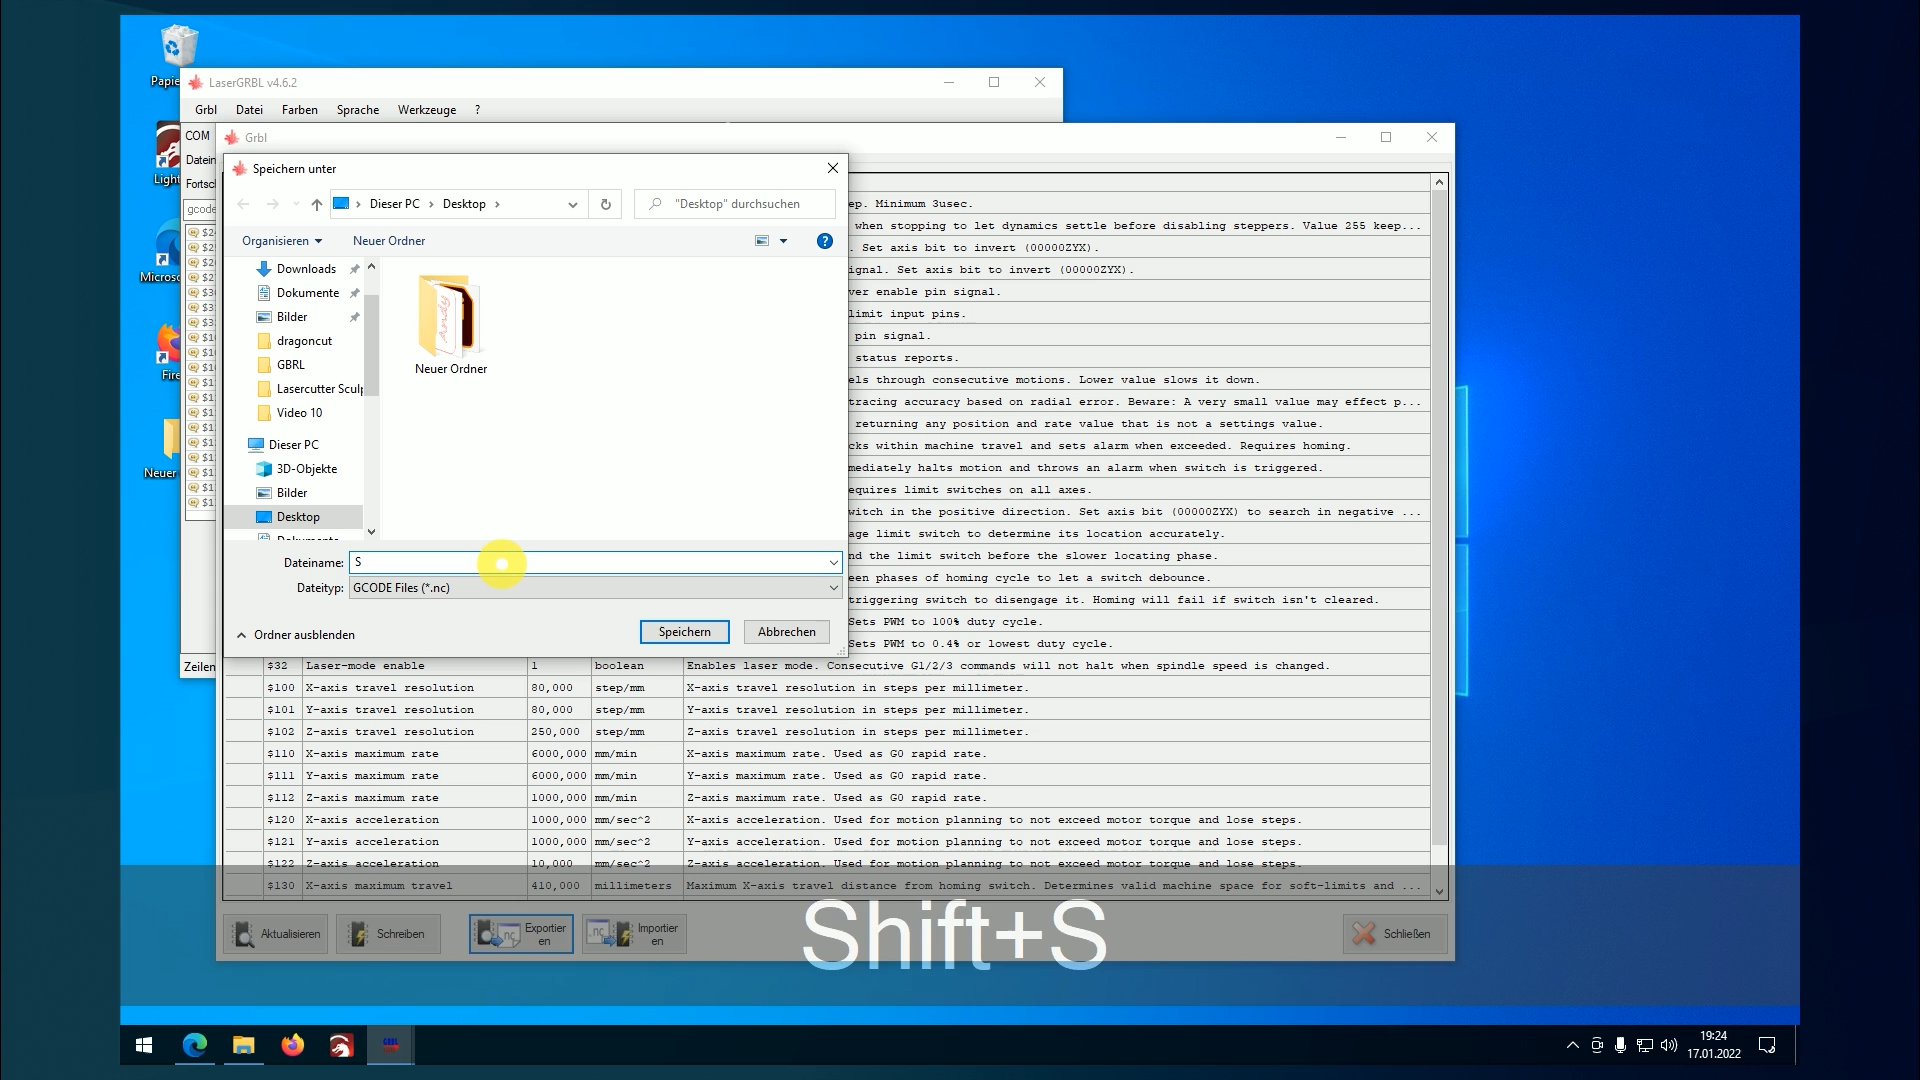 Papie
LaserGRBL v4.6.2
Grbl Datei Farben Sprache Werkzeuge ?
COM
Grbl
Datein
Speichern unter
Light
Fortsc
Dieser PC › Desktop ›
"Desktop" durchsuchen
gcode
Organisieren
Neuer Ordner
Microso
Downloads
Dokumente
Bilder
dragoncut
GBRL
Lasercutter Sculp
Video 10
Dieser PC
3D-Objekte
Bilder
Desktop
Neuer Ordner
Fire
Neuer
Dateiname: S
Dateityp: GCODE Files (*.nc)
Ordner ausblenden
Speichern
Abbrechen
Zeilen
ep. Minimum 3usec.
when stopping to let dynamics settle before disabling steppers. Value 255 keep...
. Set axis bit to invert (00000ZYX).
ignal. Set axis bit to invert (00000ZYX).
ver enable pin signal.
limit input pins.
pin signal.
status reports.
els through consecutive motions. Lower value slows it down.
tracing accuracy based on radial error. Beware: A very small value may effect p...
returning any position and rate value that is not a settings value.
cks within machine travel and sets alarm when exceeded. Requires homing.
mediately halts motion and throws an alarm when switch is triggered.
equires limit switches on all axes.
witch in the positive direction. Set axis bit (00000ZYX) to search in negative ...
age limit switch to determine its location accurately.
nd the limit switch before the slower locating phase.
een phases of homing cycle to let a switch debounce.
triggering switch to disengage it. Homing will fail if switch isn't cleared.
Sets PWM to 100% duty cycle.
Sets PWM to 0.4% or lowest duty cycle.
$32 Laser-mode enable 1 boolean Enables laser mode. Consecutive G1/2/3 commands will not halt when spindle speed is changed.
$100 X-axis travel resolution 80,000 step/mm X-axis travel resolution in steps per millimeter.
$101 Y-axis travel resolution 80,000 step/mm Y-axis travel resolution in steps per millimeter.
$102 Z-axis travel resolution 250,000 step/mm Z-axis travel resolution in steps per millimeter.
$110 X-axis maximum rate 6000,000 mm/min X-axis maximum rate. Used as G0 rapid rate.
$111 Y-axis maximum rate 6000,000 mm/min Y-axis maximum rate. Used as G0 rapid rate.
$112 Z-axis maximum rate 1000,000 mm/min Z-axis maximum rate. Used as G0 rapid rate.
$120 X-axis acceleration 1000,000 mm/sec^2 X-axis acceleration. Used for motion planning to not exceed motor torque and lose steps.
$121 Y-axis acceleration 1000,000 mm/sec^2 Y-axis acceleration. Used for motion planning to not exceed motor torque and lose steps.
$122 Z-axis acceleration 10,000 mm/sec^2 Z-axis acceleration. Used for motion planning to not exceed motor torque and lose steps.
$130 X-axis maximum travel 410,000 millimeters Maximum X-axis travel distance from homing switch. Determines valid machine space for soft-limits and ...
Aktualisieren
Schreiben
Exportier
en
Importier
en
Schließen
Shift+S
19:24
17.01.2022